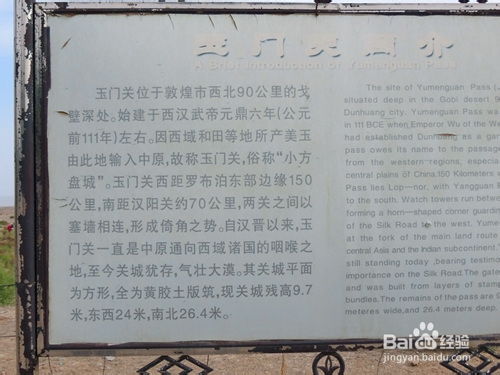 玉门关简介
A Brief Introduction of Yumenguan Pass
玉门关位于敦煌市西北90公里的戈
壁深处。始建于西汉武帝元鼎六年(公元
前111年)左右。因西域和田等地所产美玉
由此地输入中原,故称玉门关,俗称“小方
盘城”。玉门关西距罗布泊东部边缘150
公里,南距汉阳关约70公里,两关之间以
塞墙相连,形成倚角之势。自汉晋以来,玉
门关一直是中原通向西域诸国的咽喉之
地,至今关城犹存,气壮大漠。其关城平面
为方形,全为黄胶土版筑,现关城残高9.7
米,东西24米,南北26.4米。
The site of Yumenguan Pass (
situated deep in the Gobi desert
Dunhuang city. Yumenguan Pass wa
in 111 BCE when Emperor Wu of the We
had established Dunhuang as a gar
pass owes its name to the passage
from the western regions, especia
central plains of China.150 Kilometers
Pass lies Lop-nor, with Yangguan
to the south. Watch towers run betwe
forming a horn-shaped corner guardin
of the Silk Road to the west. Yume
at the fork of the main land route
central Asia and the Indian subcontinent.
still standing today ,bearing testimo
importance on the Silk Road.The gate
and was built from layers of stamp
bundles.The remains of the pass are
meteres wide,and 26.4 meters deep.
Baidu百度经验
jingyan.baidu.com